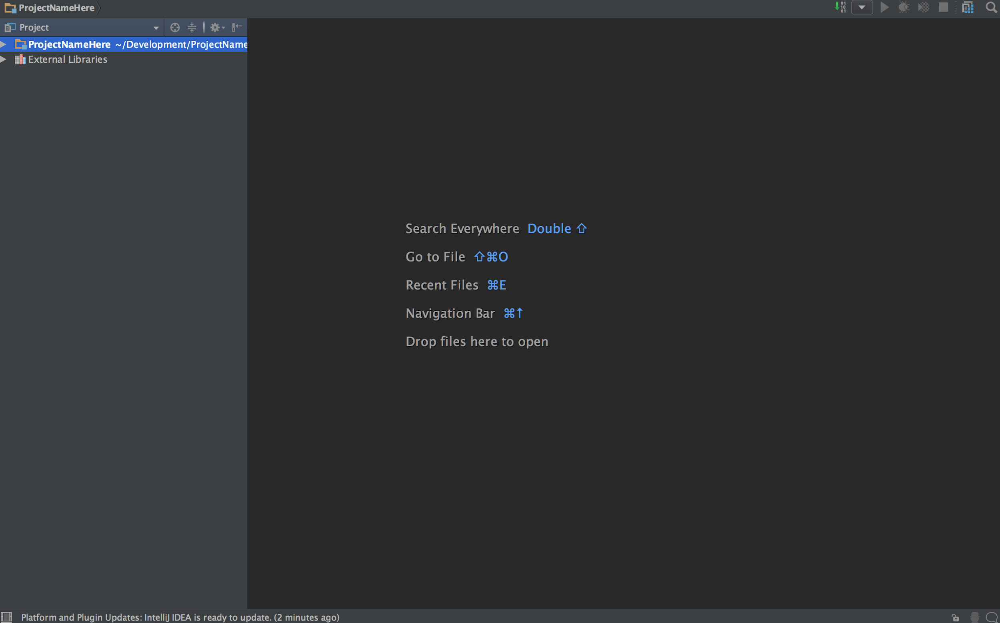 ProjectNameHere
Project
ProjectNameHere ~/Development/ProjectName
External Libraries
Search Everywhere Double ⇧
Go to File ⇧⌘O
Recent Files ⌘E
Navigation Bar ⌘↑
Drop files here to open
Platform and Plugin Updates: IntelliJ IDEA is ready to update. (2 minutes ago)